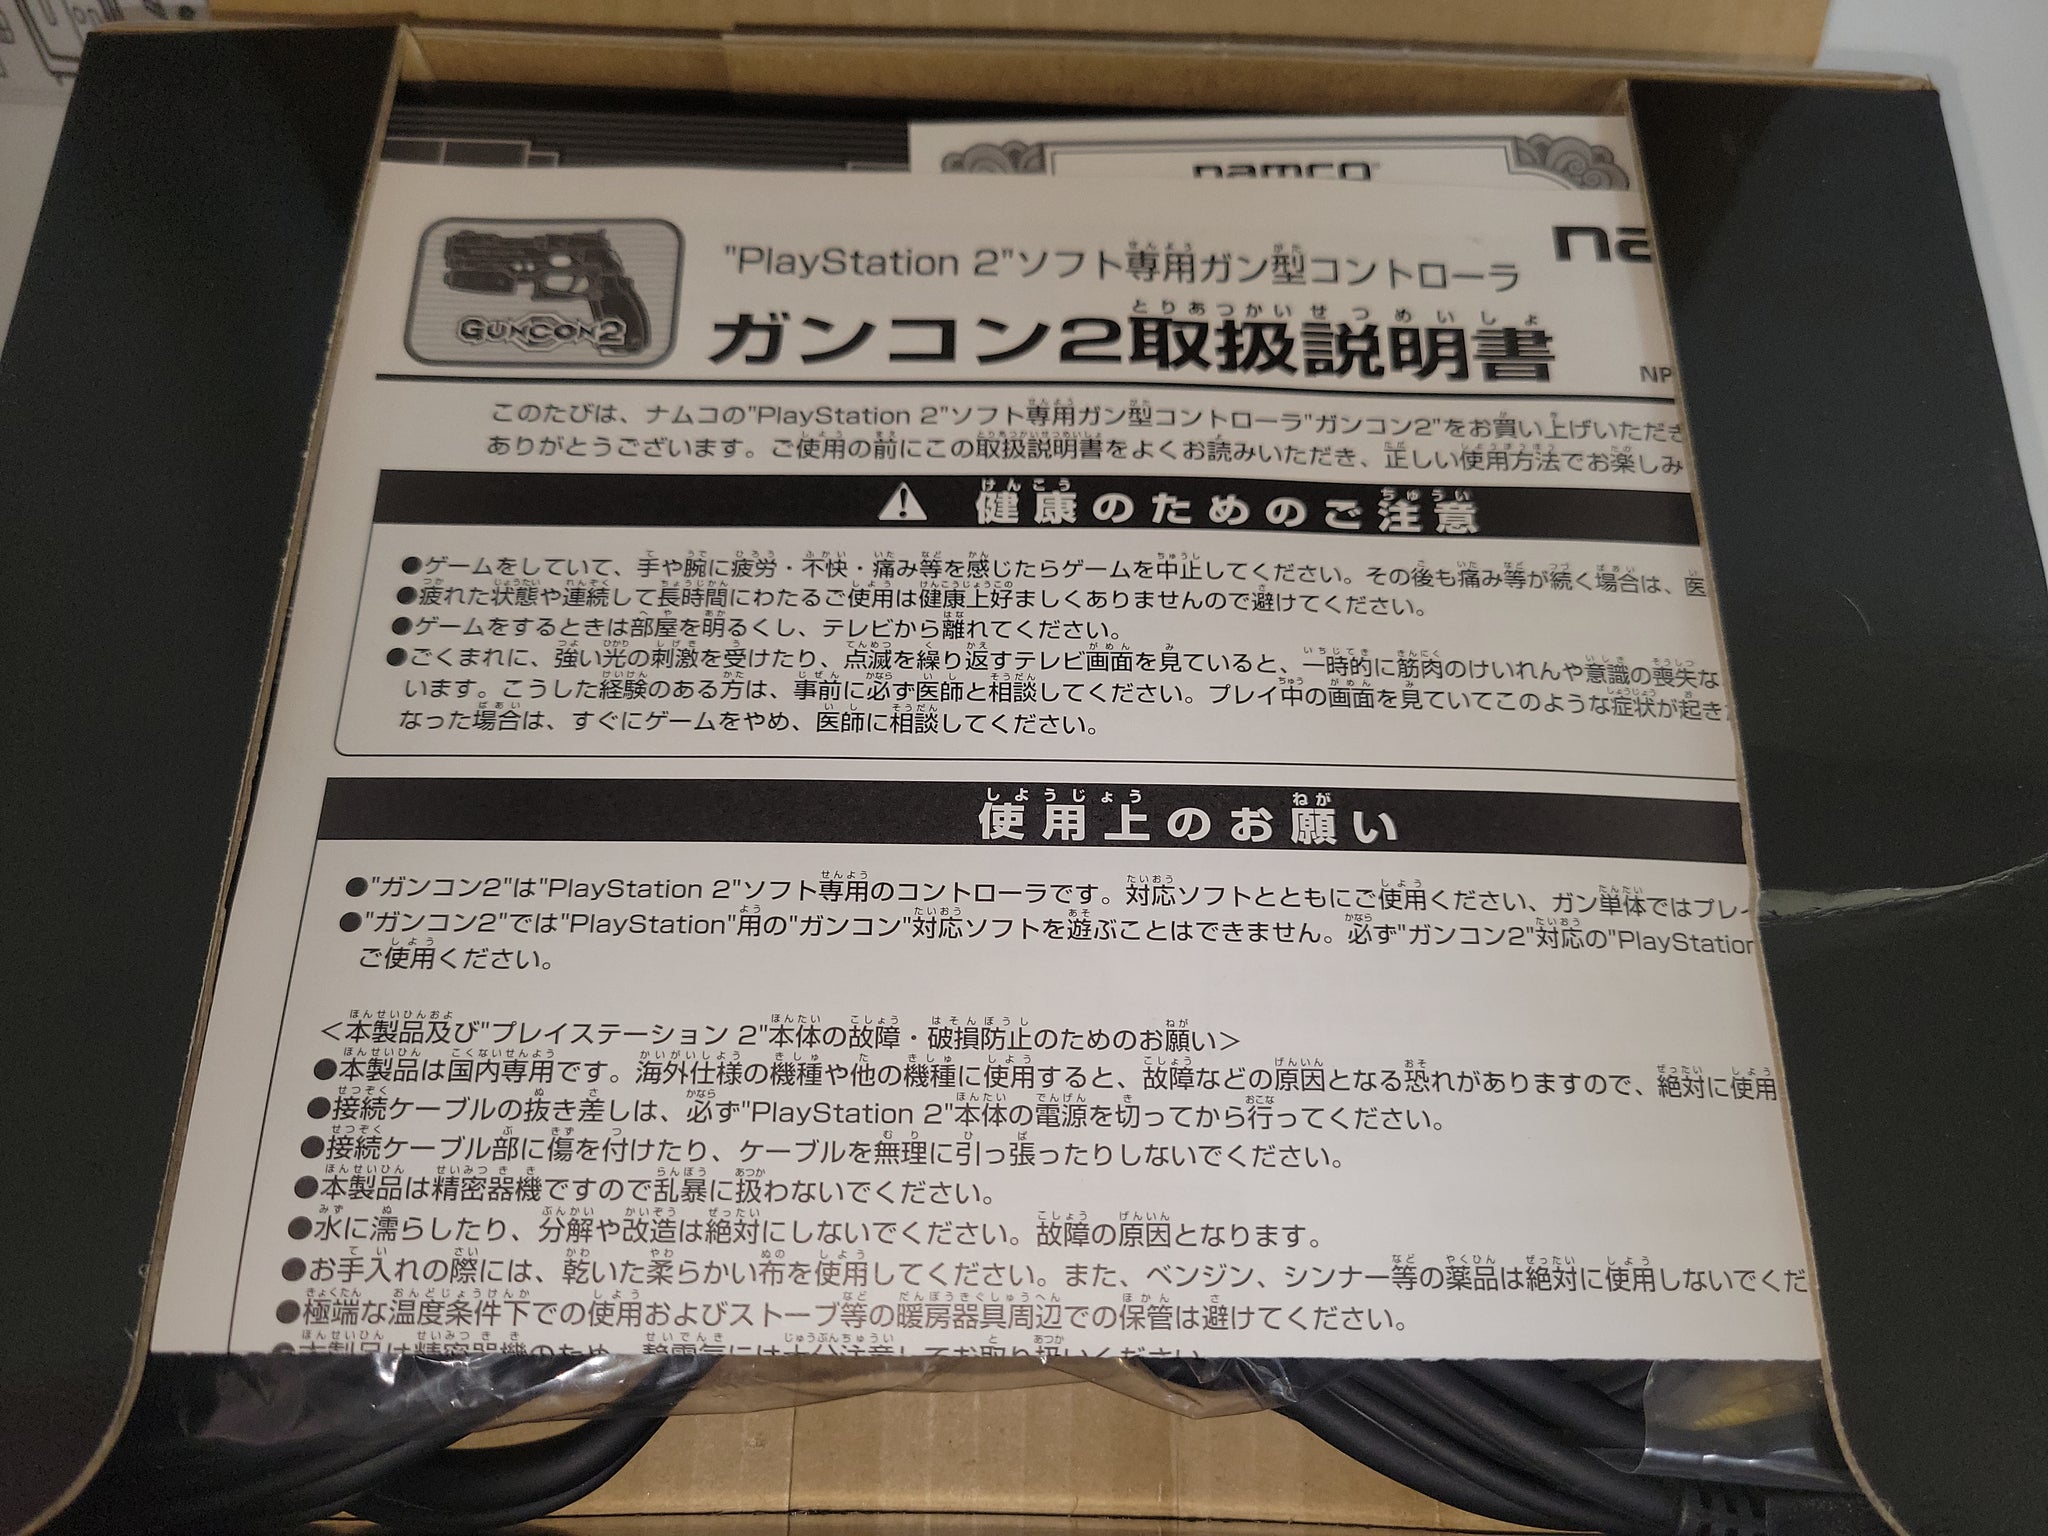 namco
GUNCON2
"PlayStation 2"ソフト専用ガン型コントローラ
ガンコン2取扱説明書
NP
このたびは、ナムコの"PlayStation 2"ソフト専用ガン型コントローラ"ガンコン2"をお買い上げいただき
ありがとうございます。ご使用の前にこの取扱説明書をよくお読みいただき、正しい使用方法でお楽しみ
健康のためのご注意
●ゲームをしていて、手や腕に疲労・不快・痛み等を感じたらゲームを中止してください。その後も痛み等が続く場合は、医
●疲れた状態や連続して長時間にわたるご使用は健康上好ましくありませんので避けてください。
●ゲームをするときは部屋を明るくし、テレビから離れてください。
●ごくまれに、強い光の刺激を受けたり、点滅を繰り返すテレビ画面を見ていると、一時的に筋肉のけいれんや意識の喪失な
います。こうした経験のある方は、事前に必ず医師と相談してください。プレイ中の画面を見ていてこのような症状が起き
なった場合は、すぐにゲームをやめ、医師に相談してください。
使用上のお願い
●"ガンコン2"は"PlayStation 2"ソフト専用のコントローラです。対応ソフトとともにご使用ください、ガン単体ではプレイ
●"ガンコン2"では"PlayStation"用の"ガンコン"対応ソフトを遊ぶことはできません。必ず"ガンコン2"対応の"PlayStation
ご使用ください。
＜本製品及び"プレイステーション 2"本体の故障・破損防止のためのお願い＞
●本製品は国内専用です。海外仕様の機種や他の機種に使用すると、故障などの原因となる恐れがありますので、絶対に使用
●接続ケーブルの抜き差しは、必ず"PlayStation 2"本体の電源を切ってから行ってください。
●接続ケーブル部に傷を付けたり、ケーブルを無理に引っ張ったりしないでください。
●本製品は精密器機ですので乱暴に扱わないでください。
●水に濡らしたり、分解や改造は絶対にしないでください。故障の原因となります。
●お手入れの際には、乾いた柔らかい布を使用してください。また、ベンジン、シンナー等の薬品は絶対に使用しないでくだ
●極端な温度条件下での使用およびストーブ等の暖房器具周辺での保管は避けてください。
●本製品は精密器機のため、静電気には十分注意してお取り扱いください。